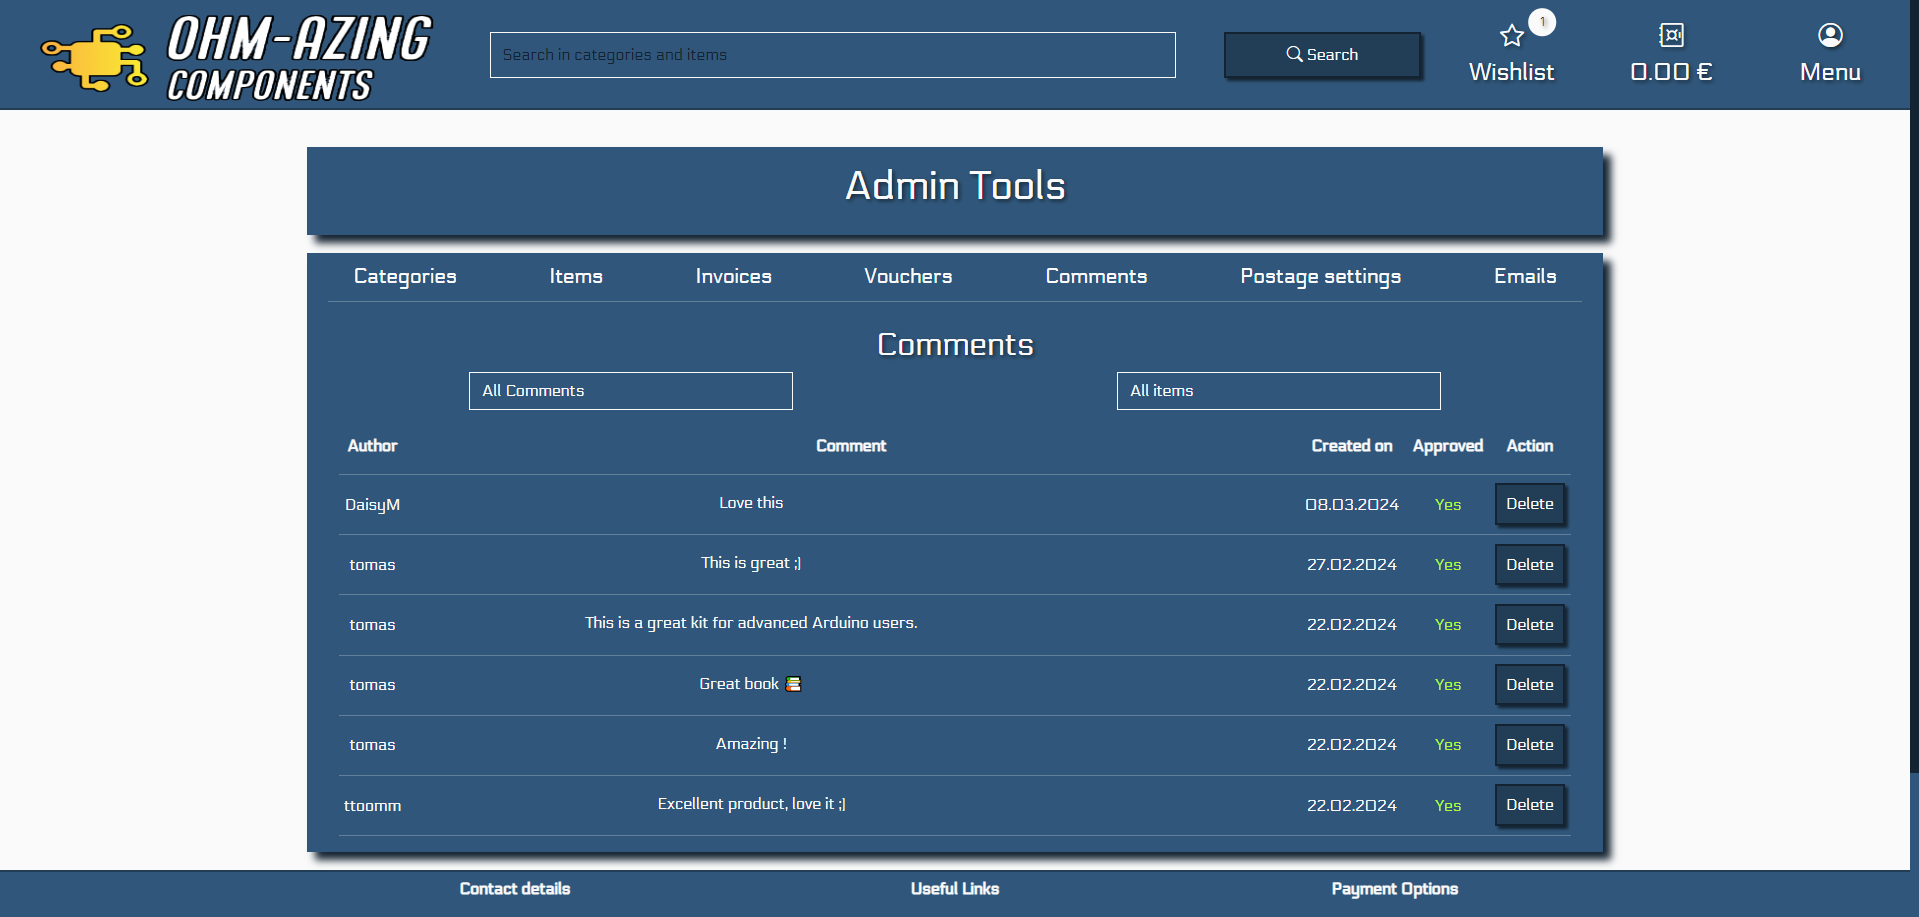 OHM-AZING
COMPONENTS
Search in categories and items
Search
1
Wishlist
0.00 €
Menu
Admin Tools
Categories Items Invoices Vouchers Comments Postage settings Emails
Comments
All Comments All items
Author Comment Created on Approved Action
DaisyM Love this 08.03.2024 Yes Delete
tomas This is great ;) 27.02.2024 Yes Delete
tomas This is a great kit for advanced Arduino users. 22.02.2024 Yes Delete
tomas Great book 📚 22.02.2024 Yes Delete
tomas Amazing ! 22.02.2024 Yes Delete
ttoomm Excellent product, love it ;) 22.02.2024 Yes Delete
Contact details Useful Links Payment Options